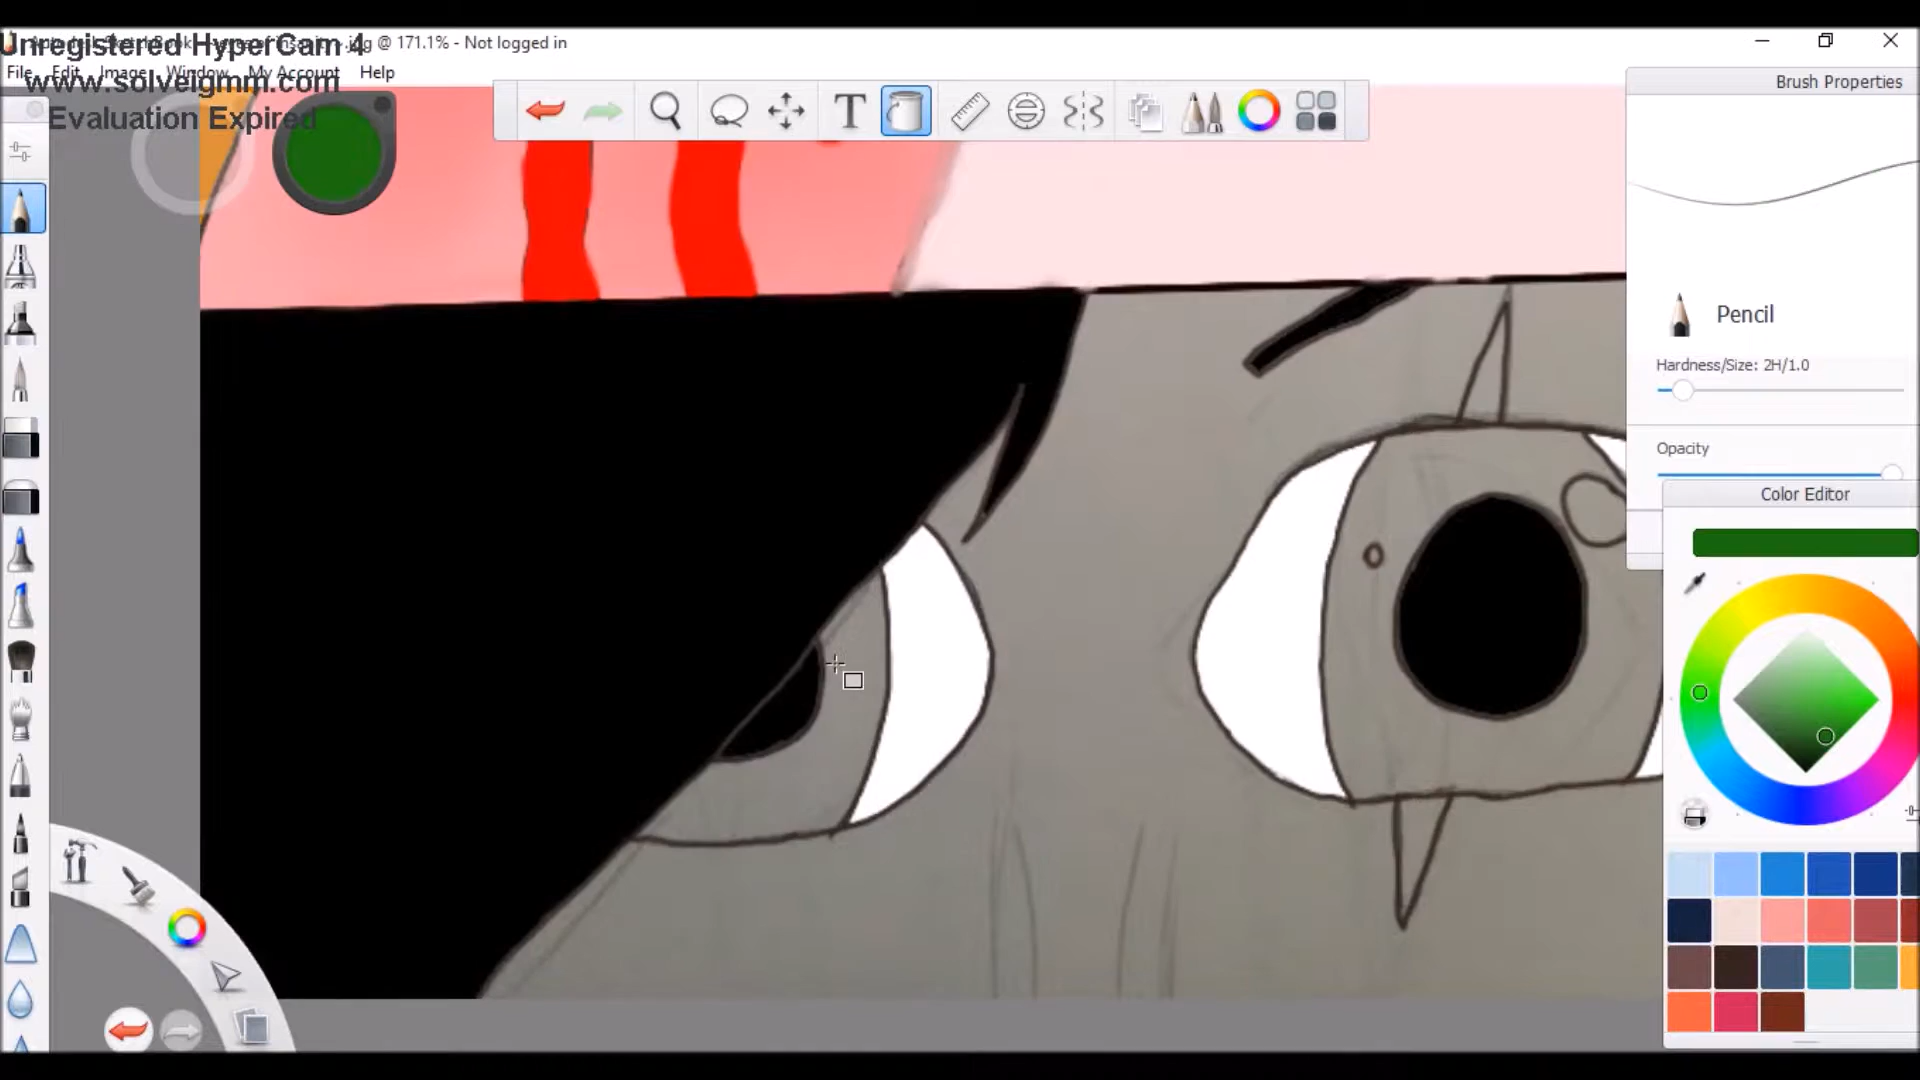 Unregistered HyperCam 4
@ 171.1% - Not logged in
File Edit Image Window My Account Help
www.solveigmm.com
Evaluation Expired
T
Brush Properties
Pencil
Hardness/Size: 2H/1.0
Opacity
Color Editor